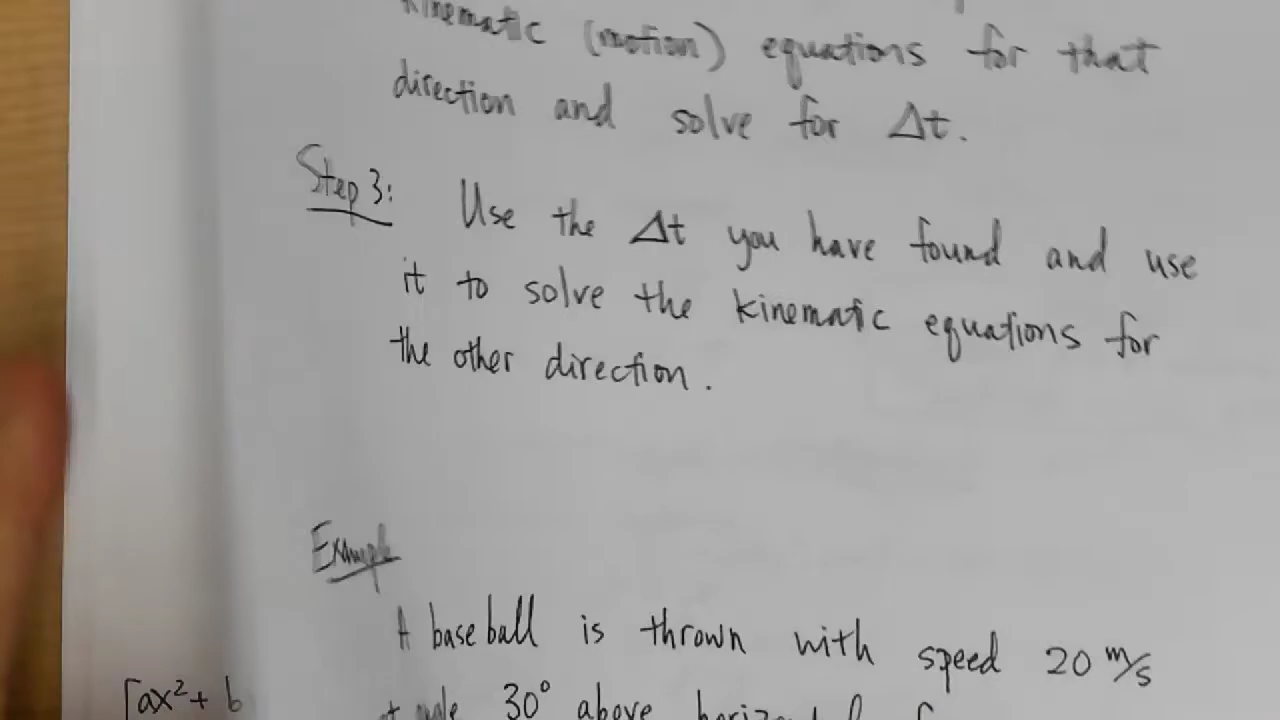 kinematic (motion) equations for that
direction and solve for Δt.
Step 3: Use the Δt you have found and use
it to solve the kinematic equations for
the other direction.
Example
A baseball is thrown with speed 20 m/s
30° above
[ax² + b